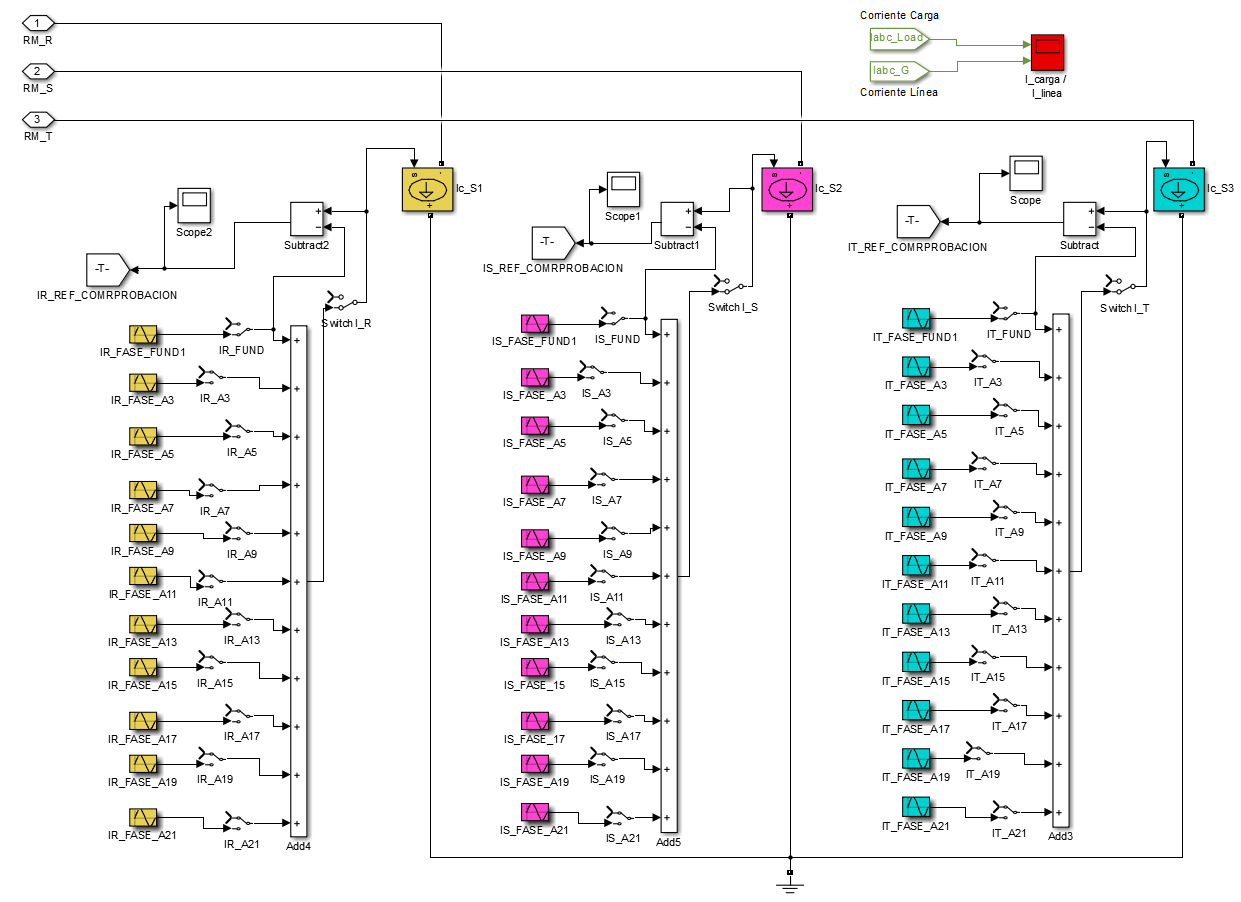 1
RM_R
2
RM_S
3
RM_T
Corriente Carga
Iabc_Load
Iabc_G
Corriente Línea
I_carga /
I_linea
s
-
+
Ic_S1
s
-
+
Ic_S2
s
-
+
Ic_S3
Scope2
+
−
Subtract2
-T-
IR_REF_COMRPROBACION
Switch I_R
IR_FASE_FUND1
IR_FUND
+
IR_FASE_A3
IR_A3
+
IR_FASE_A5
IR_A5
+
IR_FASE_A7
IR_A7
+
IR_FASE_A9
IR_A9
+
IR_FASE_A11
IR_A11
+
IR_FASE_A13
IR_A13
+
IR_FASE_A15
IR_A15
+
IR_FASE_A17
IR_A17
+
IR_FASE_A19
IR_A19
+
IR_FASE_A21
IR_A21
+
Add4
Scope1
+
−
Subtract1
-T-
IS_REF_COMRPROBACION
Switch I_S
IS_FASE_FUND1
IS_FUND
+
IS_FASE_A3
IS_A3
+
IS_FASE_A5
IS_A5
+
IS_FASE_A7
IS_A7
+
IS_FASE_A9
IS_A9
+
IS_FASE_A11
IS_A11
+
IS_FASE_A13
IS_A13
+
IS_FASE_15
IS_A15
+
IS_FASE_17
IS_A17
+
IS_FASE_A19
IS_A19
+
IS_FASE_A21
IS_A21
+
Add5
Scope
+
−
Subtract
-T-
IT_REF_COMRPROBACION
Switch I_T
IT_FASE_FUND1
IT_FUND
+
IT_FASE_A3
IT_A3
+
IT_FASE_A5
IT_A5
+
IT_FASE_A7
IT_A7
+
IT_FASE_A9
IT_A9
+
IT_FASE_A11
IT_A11
+
IT_FASE_A13
IT_A13
+
IT_FASE_A15
IT_A15
+
IT_FASE_A17
IT_A17
+
IT_FASE_A19
IT_A19
+
IT_FASE_A21
IT_A21
+
Add3